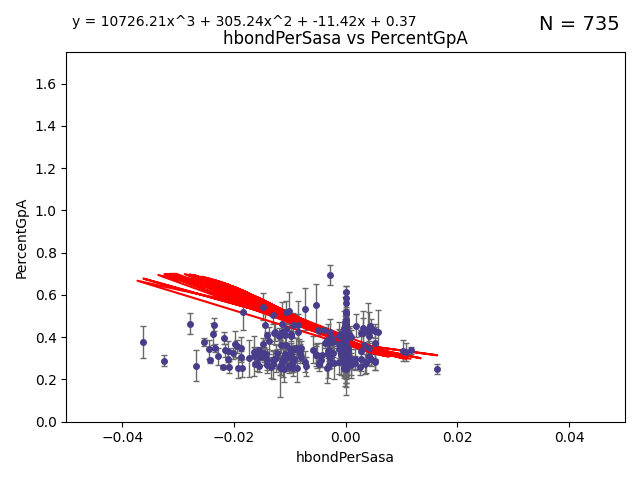 y = 10726.21x^3 + 305.24x^2 + -11.42x + 0.37
N = 735
hbondPerSasa vs PercentGpA
1.6
1.4
1.2
1.0
PercentGpA
0.8
0.6
0.4
0.2
0.0
−0.04 −0.02 0.00 0.02 0.04
hbondPerSasa